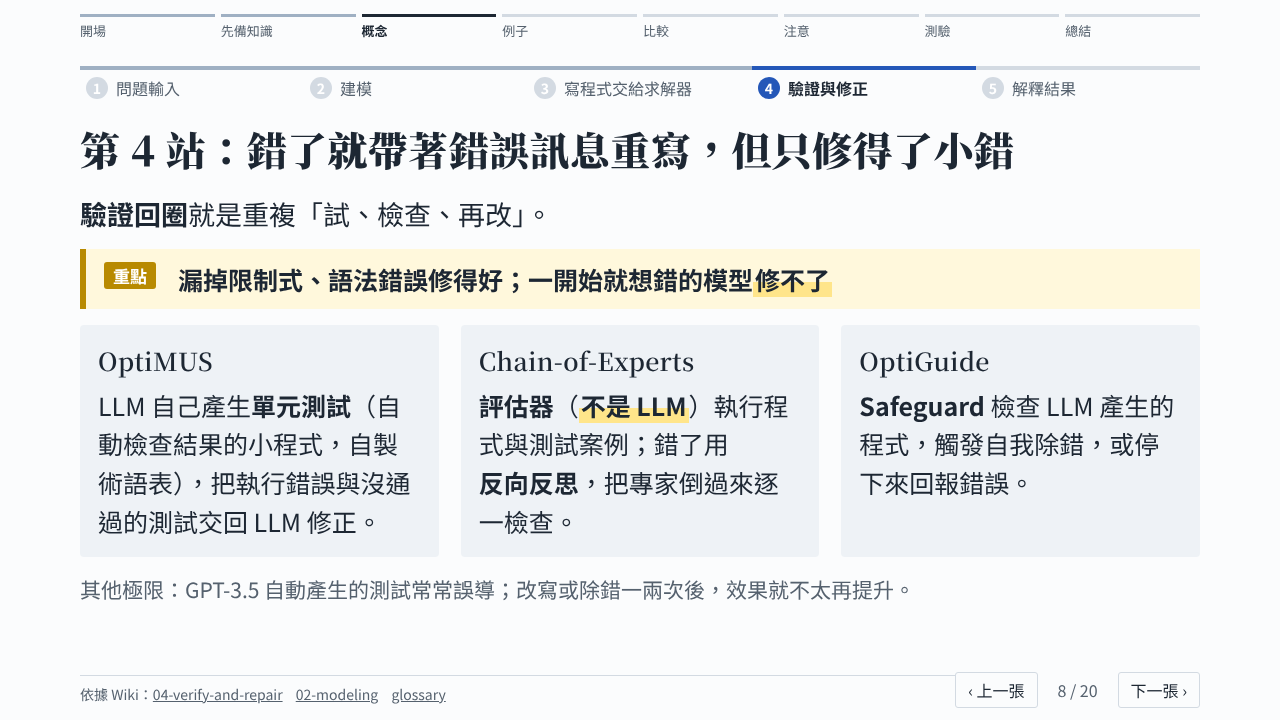 開場
先備知識
概念
例子
比較
注意
測驗
總結
1 問題輸入
2 建模
3 寫程式交給求解器
4 驗證與修正
5 解釋結果
第 4 站：錯了就帶著錯誤訊息重寫，但只修得了小錯
驗證回圈就是重複「試、檢查、再改」。
重點 漏掉限制式、語法錯誤修得好；一開始就想錯的模型修不了
OptiMUS
LLM 自己產生單元測試（自
動檢查結果的小程式，自製
術語表），把執行錯誤與沒通
過的測試交回 LLM 修正。
Chain-of-Experts
評估器（不是 LLM）執行程
式與測試案例；錯了用
反向反思，把專家倒過來逐
一檢查。
OptiGuide
Safeguard 檢查 LLM 產生的
程式，觸發自我除錯，或停
下來回報錯誤。
其他極限：GPT-3.5 自動產生的測試常常誤導；改寫或除錯一兩次後，效果就不太再提升。
依據 Wiki：04-verify-and-repair 02-modeling glossary
‹ 上一張
8 / 20
下一張 ›